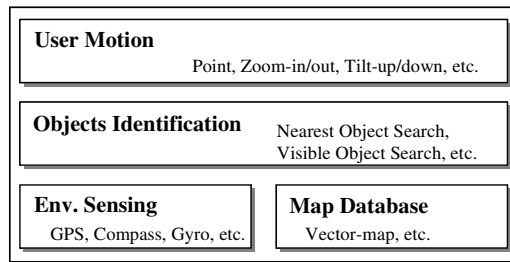 User Motion
Point, Zoom-in/out, Tilt-up/down, etc.
Objects Identification
Nearest Object Search,
Visible Object Search, etc.
Env. Sensing
GPS, Compass, Gyro, etc.
Map Database
Vector-map, etc.